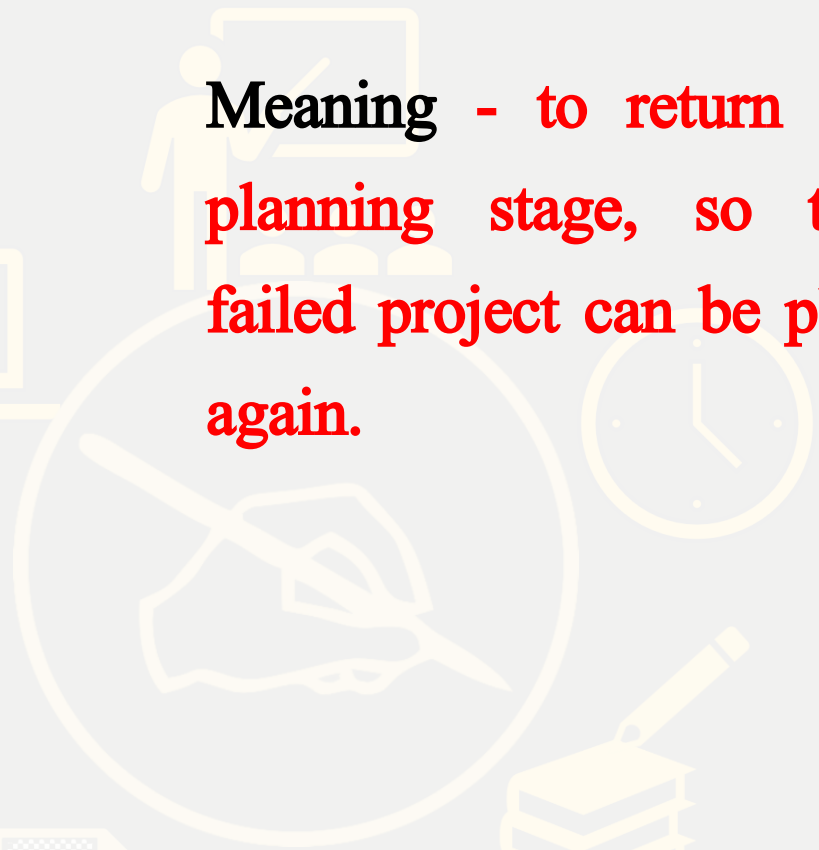 Meaning - to return
planning stage, so
failed project can be
again.